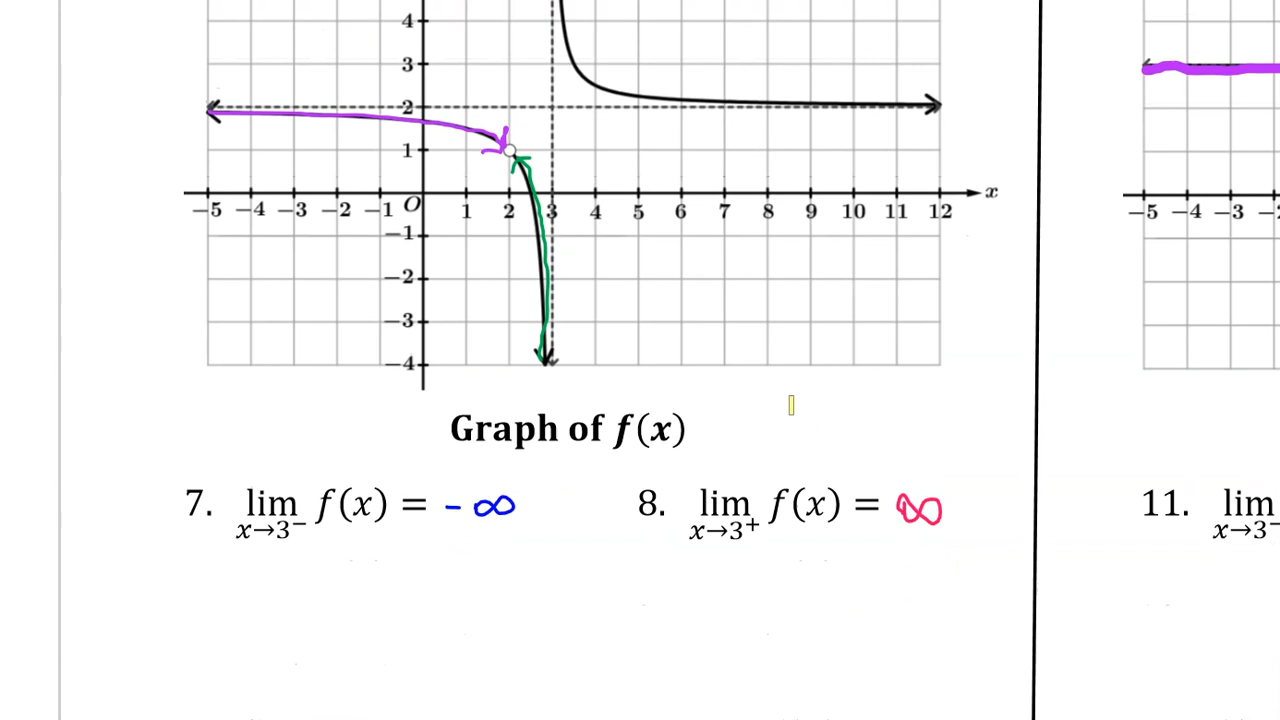 4
3
2
1
−5 −4 −3 −2 −1 O 1 2 3 4 5 6 7 8 9 10 11 12 x
−1
−2
−3
−4
Graph of f(x)
7. lim x→3⁻ f(x) = - ∞
8. lim x→3⁺ f(x) = ∞
−5 −4 −3
11. lim
x→3⁻